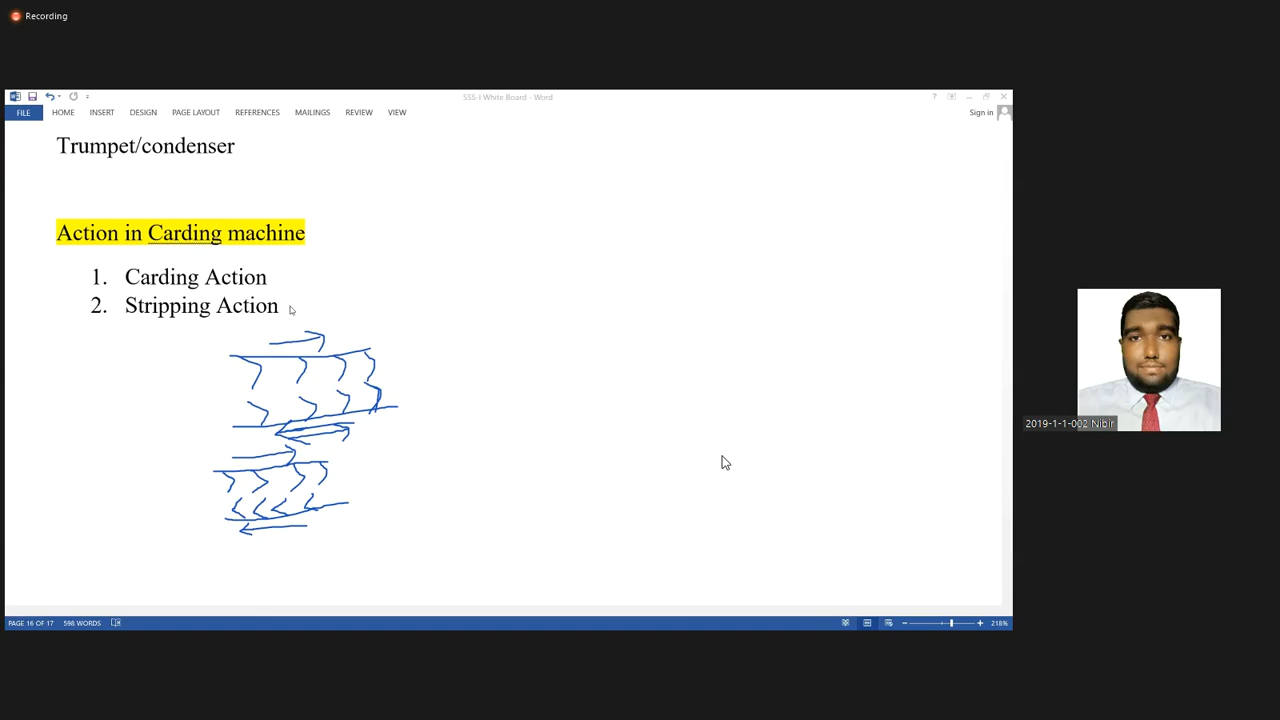 Recording
SSS-I White Board - Word
FILE HOME INSERT DESIGN PAGE LAYOUT REFERENCES MAILINGS REVIEW VIEW Sign in
Trumpet/condenser
Action in Carding machine
1. Carding Action
2. Stripping Action
2019-1-1-002 Nibir
PAGE 16 OF 17 598 WORDS 218%